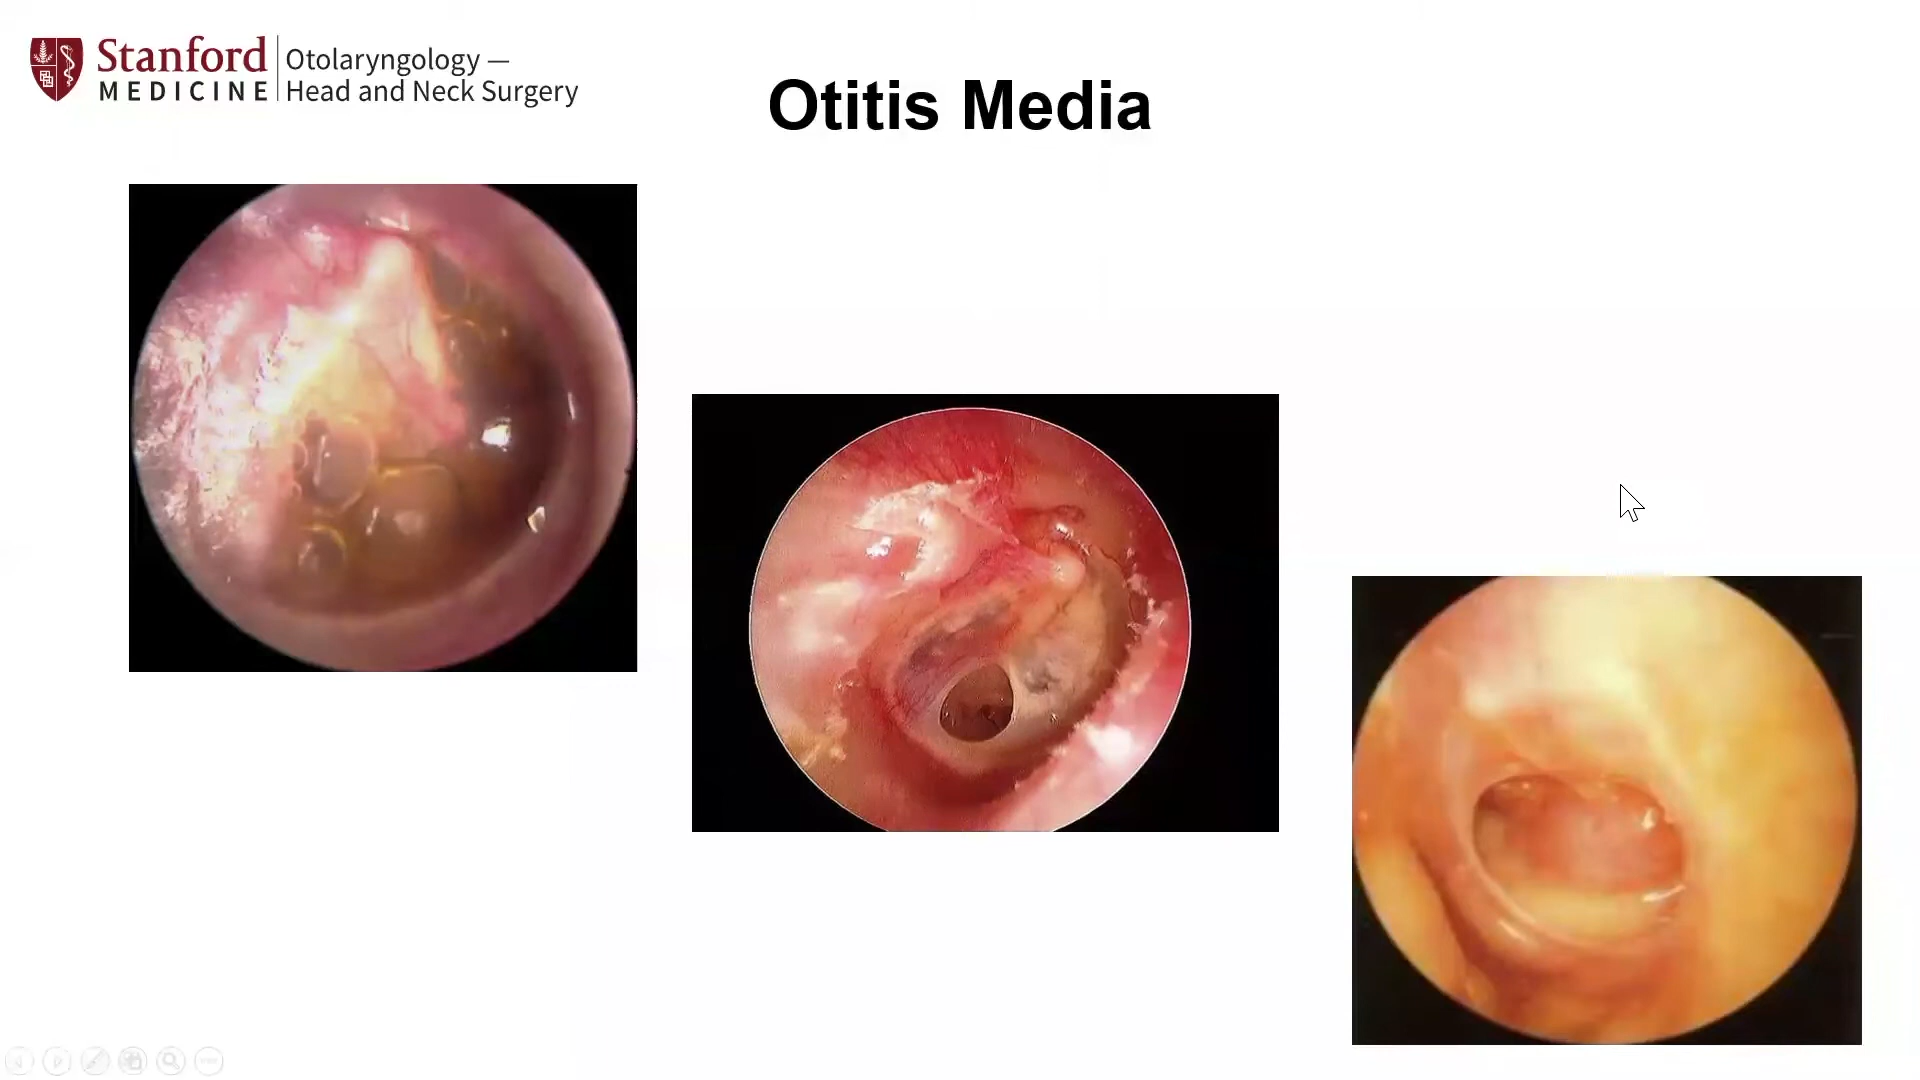 Stanford
MEDICINE
Otolaryngology —
Head and Neck Surgery
Otitis Media